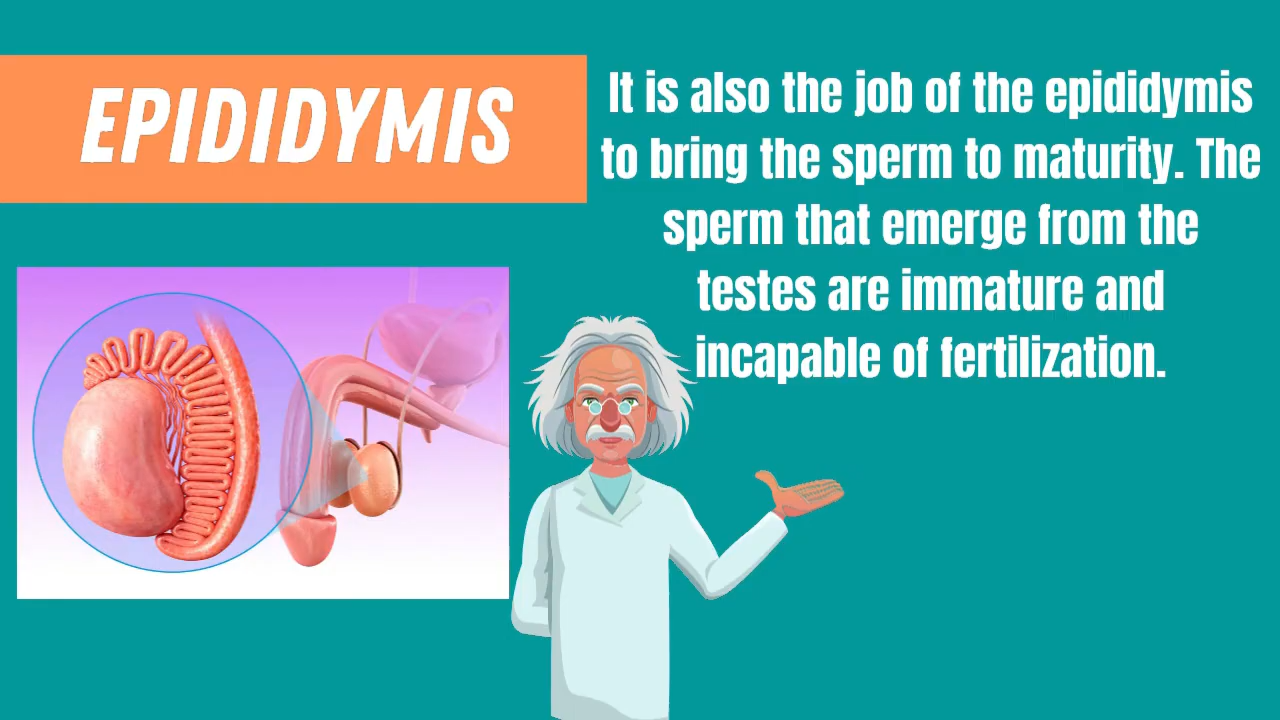 EPIDIDYMIS
It is also the job of the epididymis
to bring the sperm to maturity. The
sperm that emerge from the
testes are immature and
incapable of fertilization.